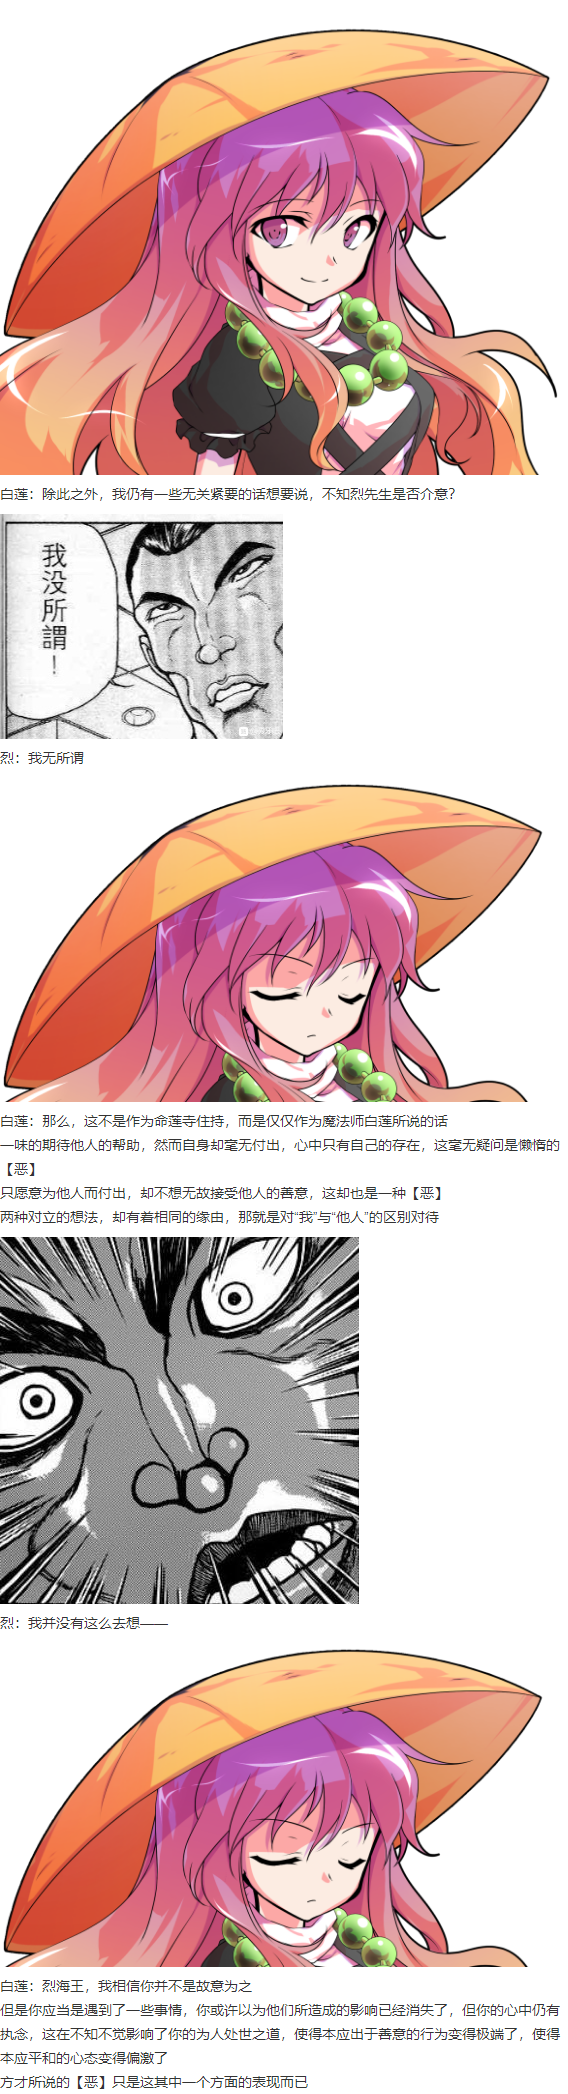 白莲：除此之外，我仍有一些无关紧要的话想要说，不知烈先生是否介意？
我没所謂！
烈：我无所谓
白莲：那么，这不是作为命莲寺住持，而是仅仅作为魔法师白莲所说的话
一味的期待他人的帮助，然而自身却毫无付出，心中只有自己的存在，这毫无疑问是懒惰的
【恶】
只愿意为他人而付出，却不想无故接受他人的善意，这却也是一种【恶】
两种对立的想法，却有着相同的缘由，那就是对“我”与“他人”的区别对待
烈：我并没有这么去想——
白莲：烈海王，我相信你并不是故意为之
但是你应当是遇到了一些事情，你或许以为他们所造成的影响已经消失了，但你的心中仍有
执念，这在不知不觉影响了你的为人处世之道，使得本应出于善意的行为变得极端了，使得
本应平和的心态变得偏激了
方才所说的【恶】只是这其中一个方面的表现而已